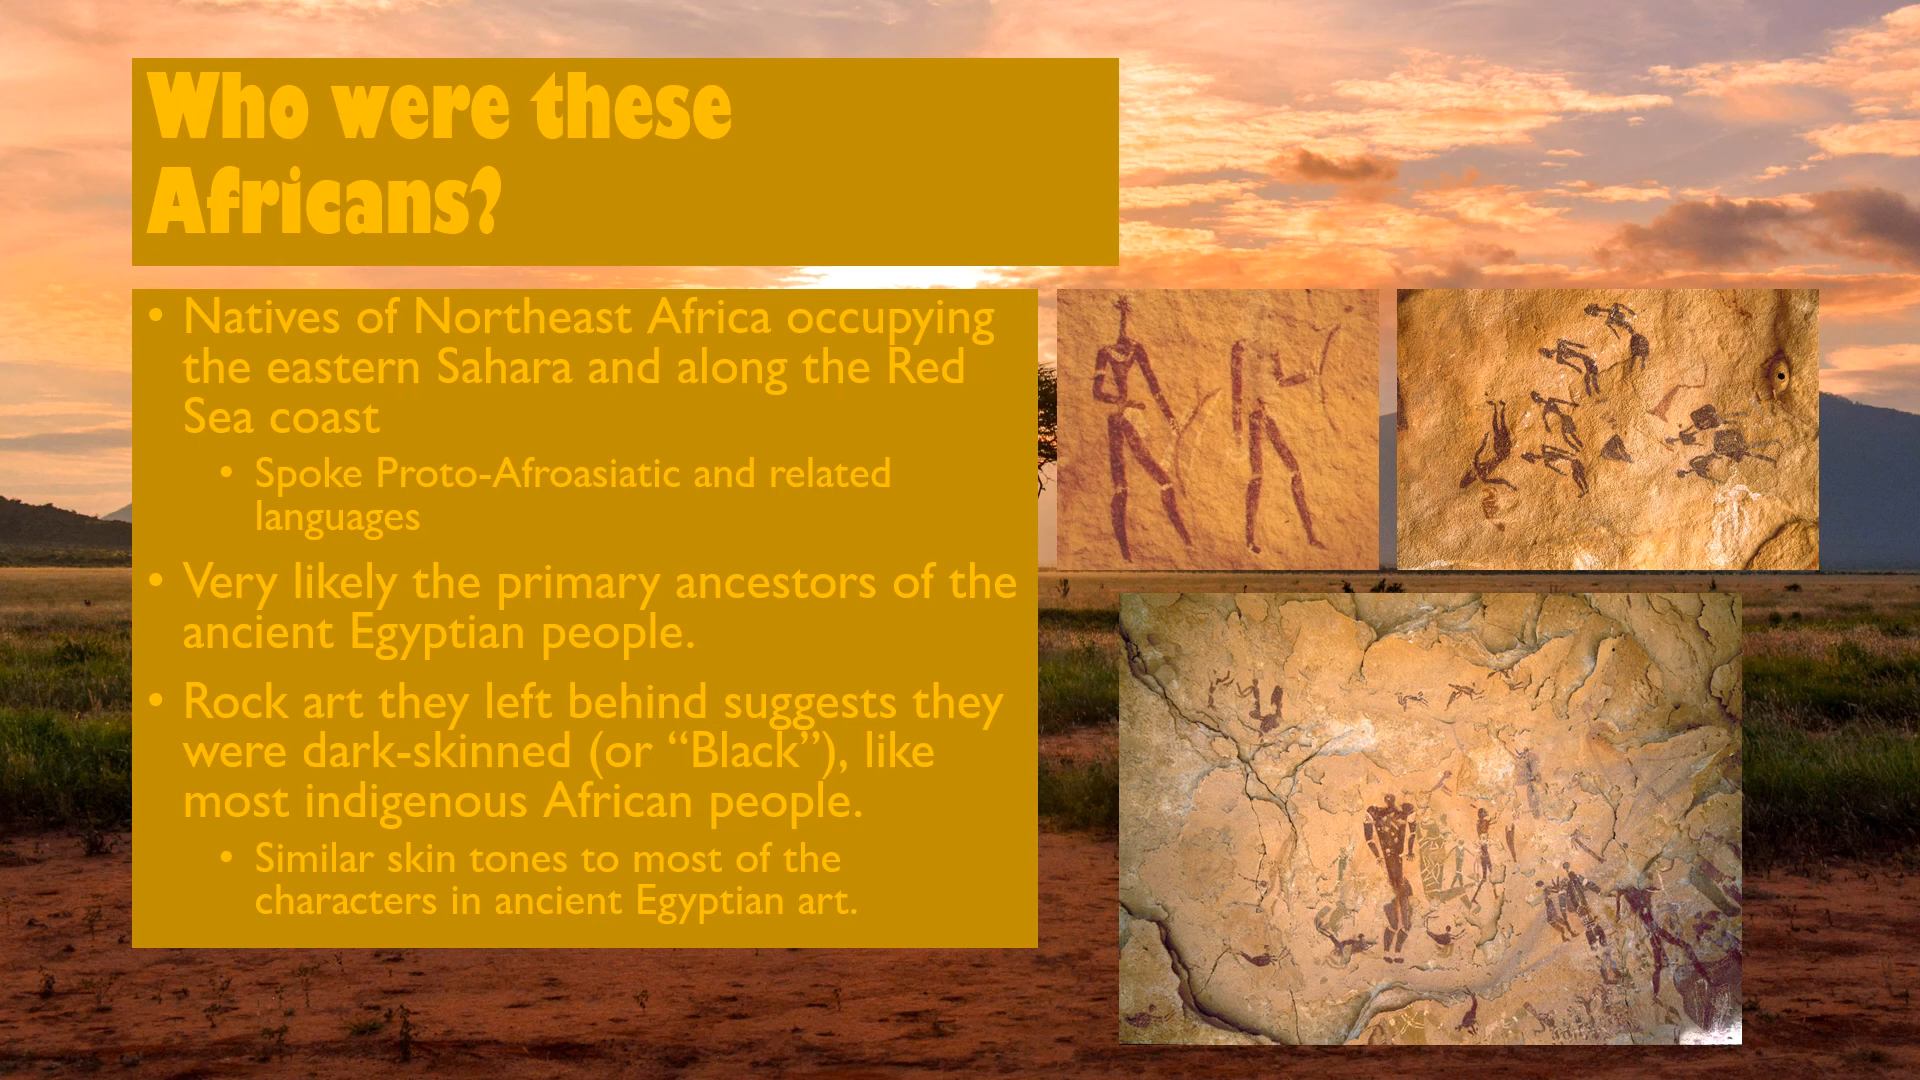 Who were these
Africans?
• Natives of Northeast Africa occupying
the eastern Sahara and along the Red
Sea coast
• Spoke Proto-Afroasiatic and related
languages
• Very likely the primary ancestors of the
ancient Egyptian people.
• Rock art they left behind suggests they
were dark-skinned (or “Black”), like
most indigenous African people.
• Similar skin tones to most of the
characters in ancient Egyptian art.